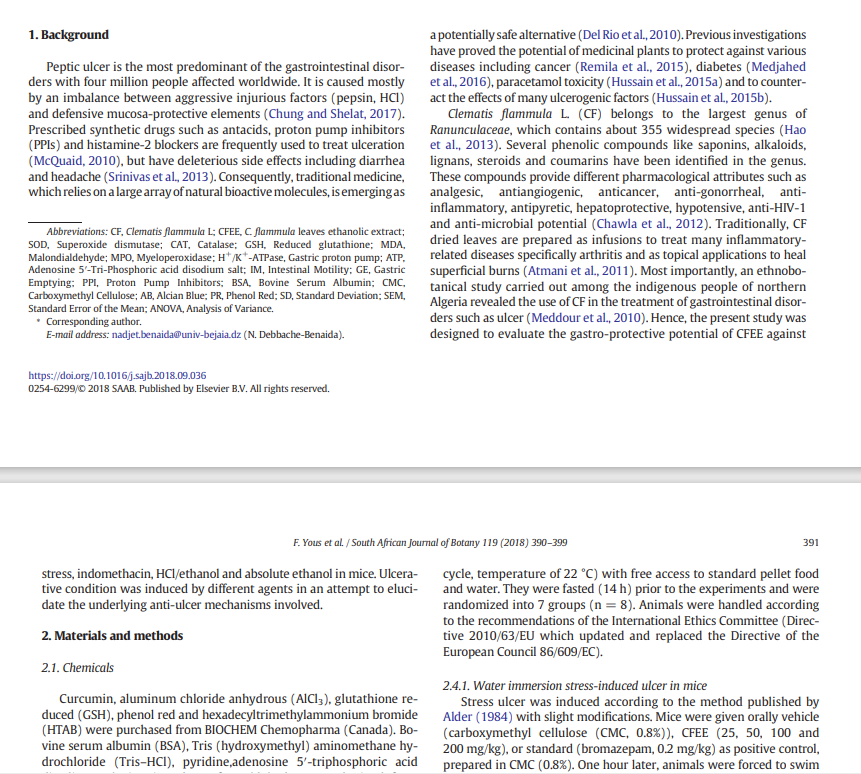 1. Background
Peptic ulcer is the most predominant of the gastrointestinal disor-
ders with four million people affected worldwide. It is caused mostly
by an imbalance between aggressive injurious factors (pepsin, HCl)
and defensive mucosa-protective elements (Chung and Shelat, 2017).
Prescribed synthetic drugs such as antacids, proton pump inhibitors
(PPIs) and histamine-2 blockers are frequently used to treat ulceration
(McQuaid, 2010), but have deleterious side effects including diarrhea
and headache (Srinivas et al., 2013). Consequently, traditional medicine,
which relies on a large array of natural bioactive molecules, is emerging as
Abbreviations: CF, Clematis flammula L; CFEE, C. flammula leaves ethanolic extract;
SOD, Superoxide dismutase; CAT, Catalase; GSH, Reduced glutathione; MDA,
Malondialdehyde; MPO, Myeloperoxidase; H⁺/K⁺-ATPase, Gastric proton pump; ATP,
Adenosine 5′-Tri-Phosphoric acid disodium salt; IM, Intestinal Motility; GE, Gastric
Emptying; PPI, Proton Pump Inhibitors; BSA, Bovine Serum Albumin; CMC,
Carboxymethyl Cellulose; AB, Alcian Blue; PR, Phenol Red; SD, Standard Deviation; SEM,
Standard Error of the Mean; ANOVA, Analysis of Variance.
* Corresponding author.
E-mail address: nadjet.benaida@univ-bejaia.dz (N. Debbache-Benaida).
https://doi.org/10.1016/j.sajb.2018.09.036
0254-6299/© 2018 SAAB. Published by Elsevier B.V. All rights reserved.
a potentially safe alternative (Del Rio et al., 2010). Previous investigations
have proved the potential of medicinal plants to protect against various
diseases including cancer (Remila et al., 2015), diabetes (Medjahed
et al., 2016), paracetamol toxicity (Hussain et al., 2015a) and to counter-
act the effects of many ulcerogenic factors (Hussain et al., 2015b).
Clematis flammula L. (CF) belongs to the largest genus of
Ranunculaceae, which contains about 355 widespread species (Hao
et al., 2013). Several phenolic compounds like saponins, alkaloids,
lignans, steroids and coumarins have been identified in the genus.
These compounds provide different pharmacological attributes such as
analgesic, antiangiogenic, anticancer, anti-gonorrheal, anti-
inflammatory, antipyretic, hepatoprotective, hypotensive, anti-HIV-1
and anti-microbial potential (Chawla et al., 2012). Traditionally, CF
dried leaves are prepared as infusions to treat many inflammatory-
related diseases specifically arthritis and as topical applications to heal
superficial burns (Atmani et al., 2011). Most importantly, an ethnobo-
tanical study carried out among the indigenous people of northern
Algeria revealed the use of CF in the treatment of gastrointestinal disor-
ders such as ulcer (Meddour et al., 2010). Hence, the present study was
designed to evaluate the gastro-protective potential of CFEE against
F. Yous et al. / South African Journal of Botany 119 (2018) 390–399
391
stress, indomethacin, HCl/ethanol and absolute ethanol in mice. Ulcera-
tive condition was induced by different agents in an attempt to eluci-
date the underlying anti-ulcer mechanisms involved.
2. Materials and methods
2.1. Chemicals
Curcumin, aluminum chloride anhydrous (AlCl₃), glutathione re-
duced (GSH), phenol red and hexadecyltrimethylammonium bromide
(HTAB) were purchased from BIOCHEM Chemopharma (Canada). Bo-
vine serum albumin (BSA), Tris (hydroxymethyl) aminomethane hy-
drochloride (Tris–HCl), pyridine,adenosine 5′-triphosphoric acid
cycle, temperature of 22 °C) with free access to standard pellet food
and water. They were fasted (14 h) prior to the experiments and were
randomized into 7 groups (n = 8). Animals were handled according
to the recommendations of the International Ethics Committee (Direc-
tive 2010/63/EU which updated and replaced the Directive of the
European Council 86/609/EC).
2.4.1. Water immersion stress-induced ulcer in mice
Stress ulcer was induced according to the method published by
Alder (1984) with slight modifications. Mice were given orally vehicle
(carboxymethyl cellulose (CMC, 0.8%)), CFEE (25, 50, 100 and
200 mg/kg), or standard (bromazepam, 0.2 mg/kg) as positive control,
prepared in CMC (0.8%). One hour later, animals were forced to swim